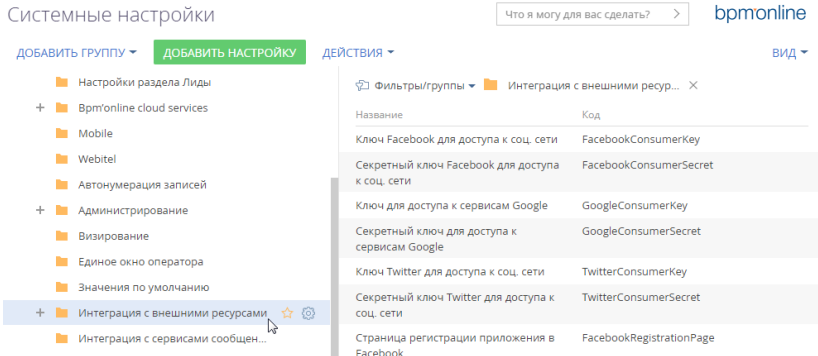 Системные настройки
Что я могу для вас сделать?
bpm'online
ДОБАВИТЬ ГРУППУ
ДОБАВИТЬ НАСТРОЙКУ
ДЕЙСТВИЯ
ВИД
Настройки раздела Лиды
Bpm'online cloud services
Mobile
Webitel
Автонумерация записей
Администрирование
Визирование
Единое окно оператора
Значения по умолчанию
Интеграция с внешними ресурсами
Интеграция с сервисами сообщен...
Фильтры/группы
Интеграция с внешними ресур...
Название
Код
Ключ Facebook для доступа к соц. сети
FacebookConsumerKey
Секретный ключ Facebook для доступа
к соц. сети
FacebookConsumerSecret
Ключ для доступа к сервисам Google
GoogleConsumerKey
Секретный ключ для доступа к
сервисам Google
GoogleConsumerSecret
Ключ Twitter для доступа к соц. сети
TwitterConsumerKey
Секретный ключ Twitter для доступа к
соц. сети
TwitterConsumerSecret
Страница регистрации приложения в
Facebook
FacebookRegistrationPage